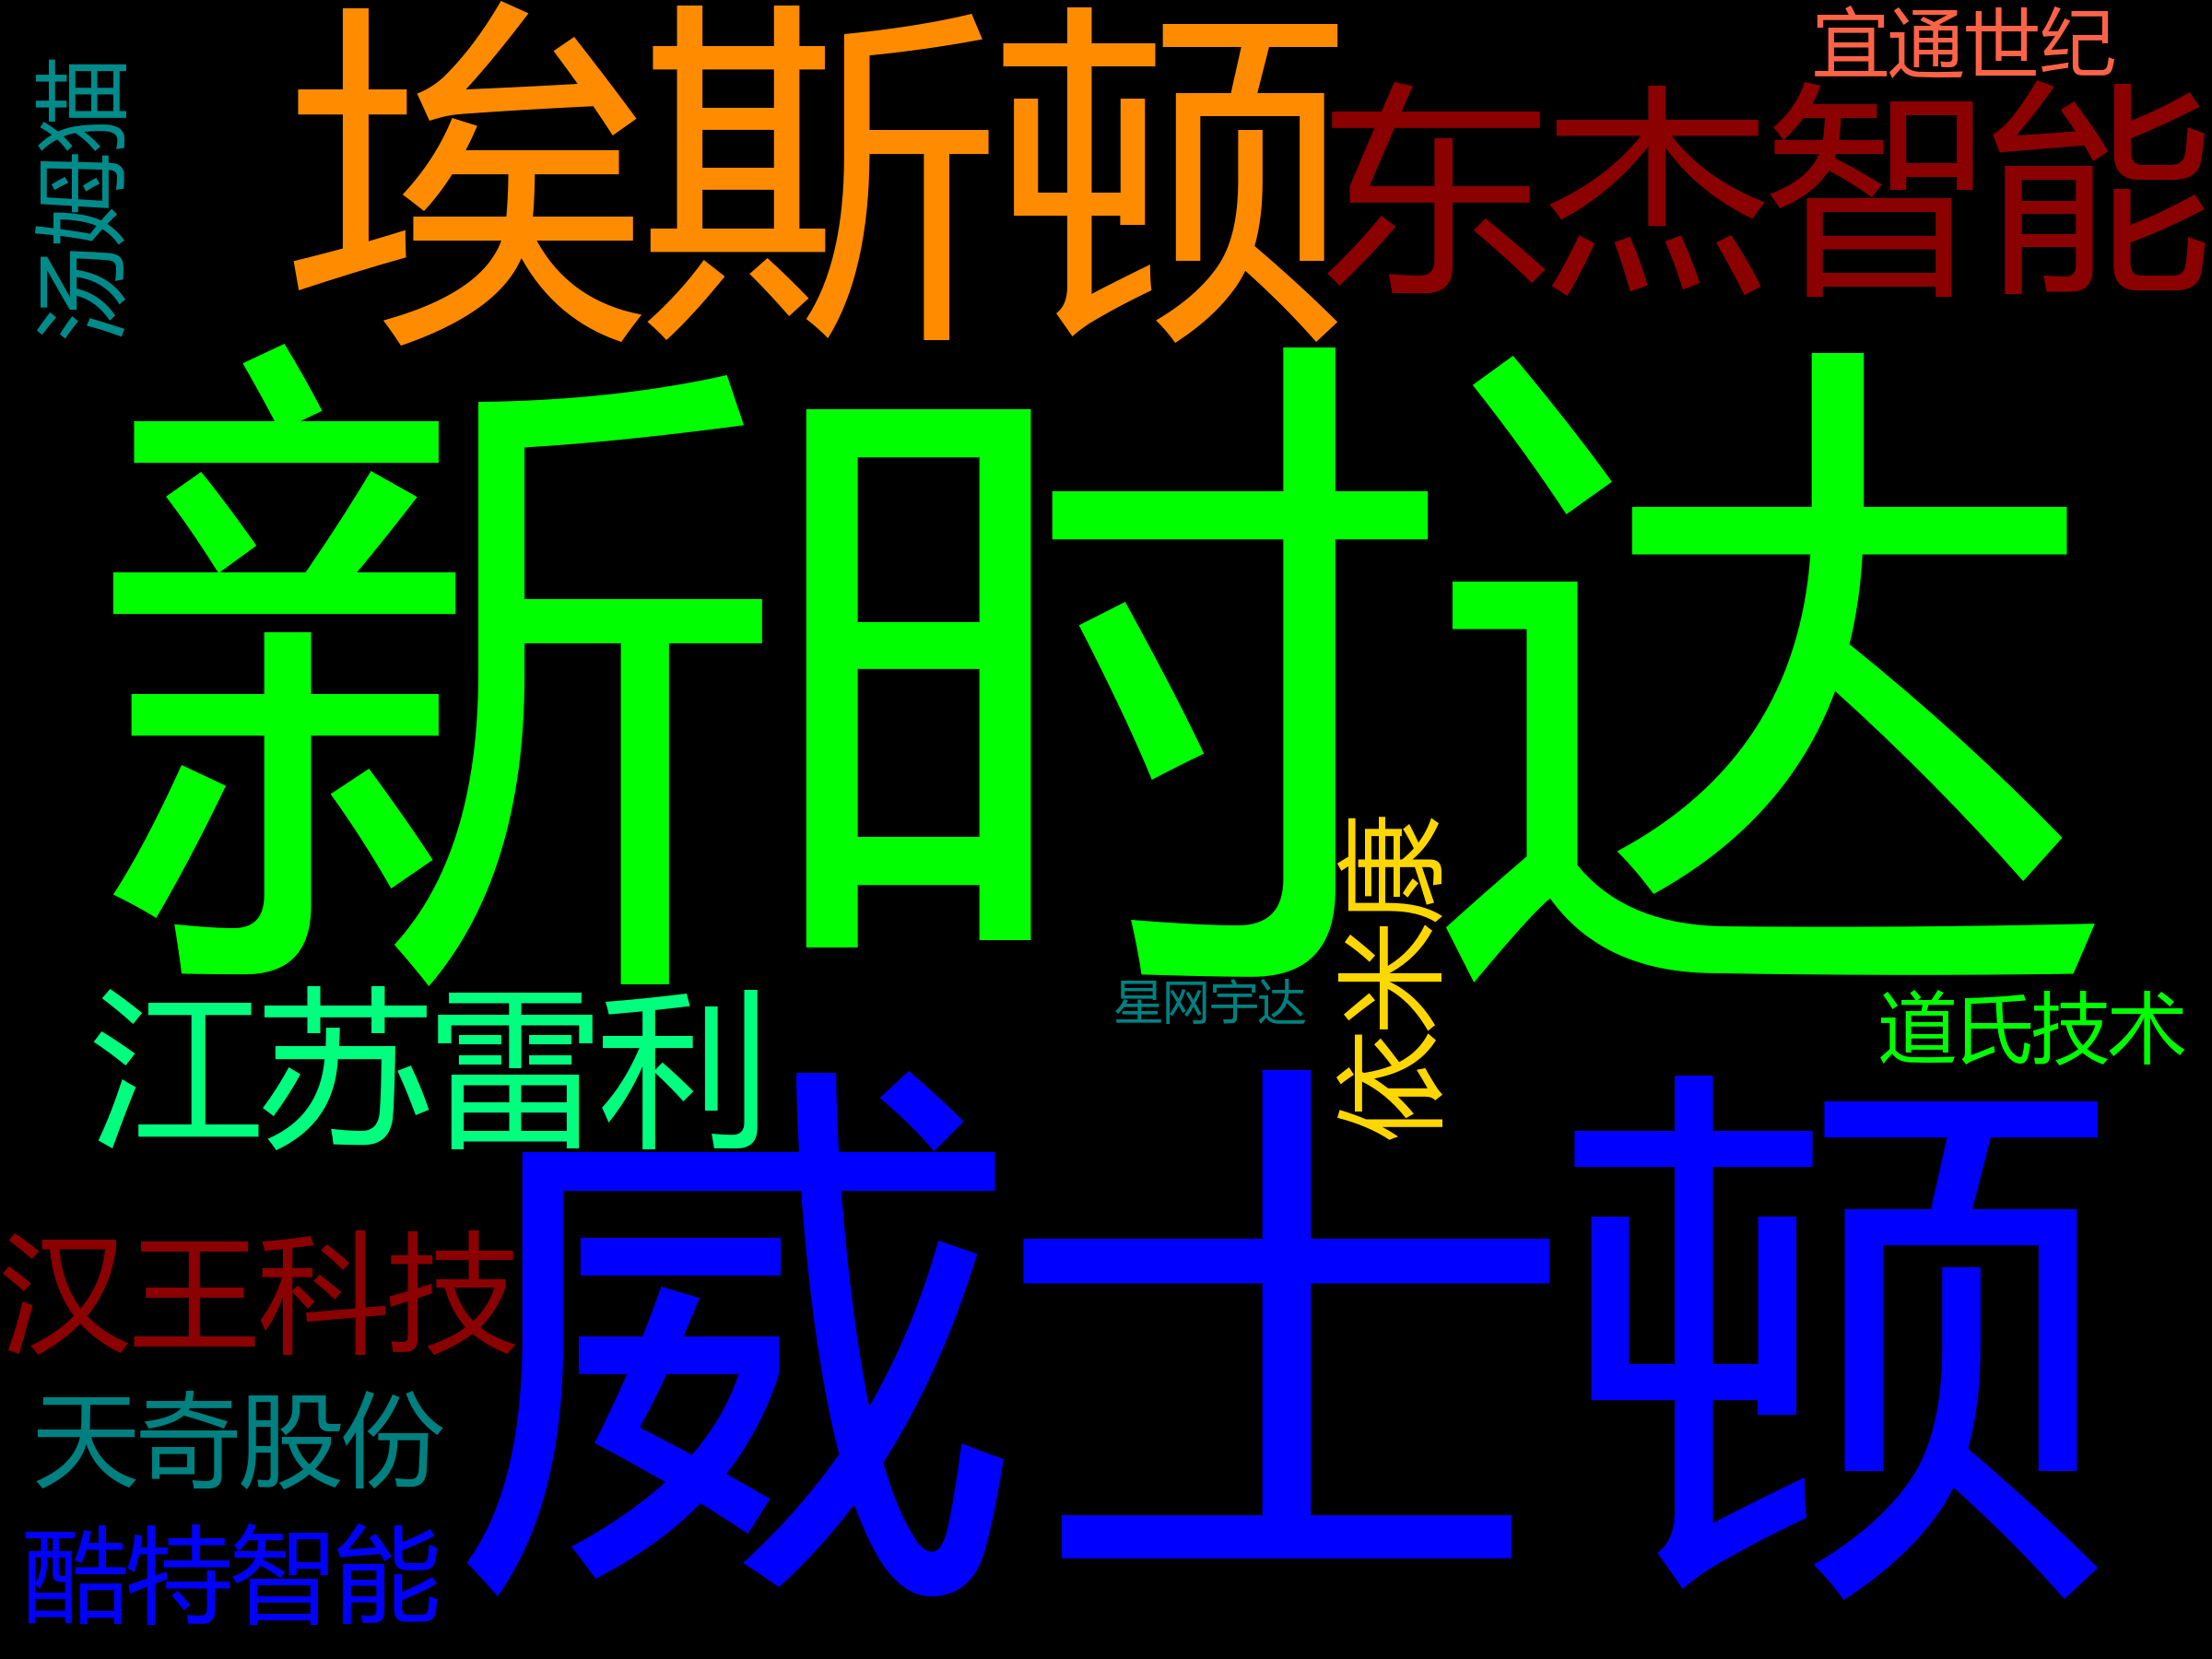 宜通世纪
埃斯顿
东杰智能
汤姆猫
新时达
依米康
星网宇达
道氏技术
江苏雷利
威士顿
汉王科技
天奇股份
酷特智能